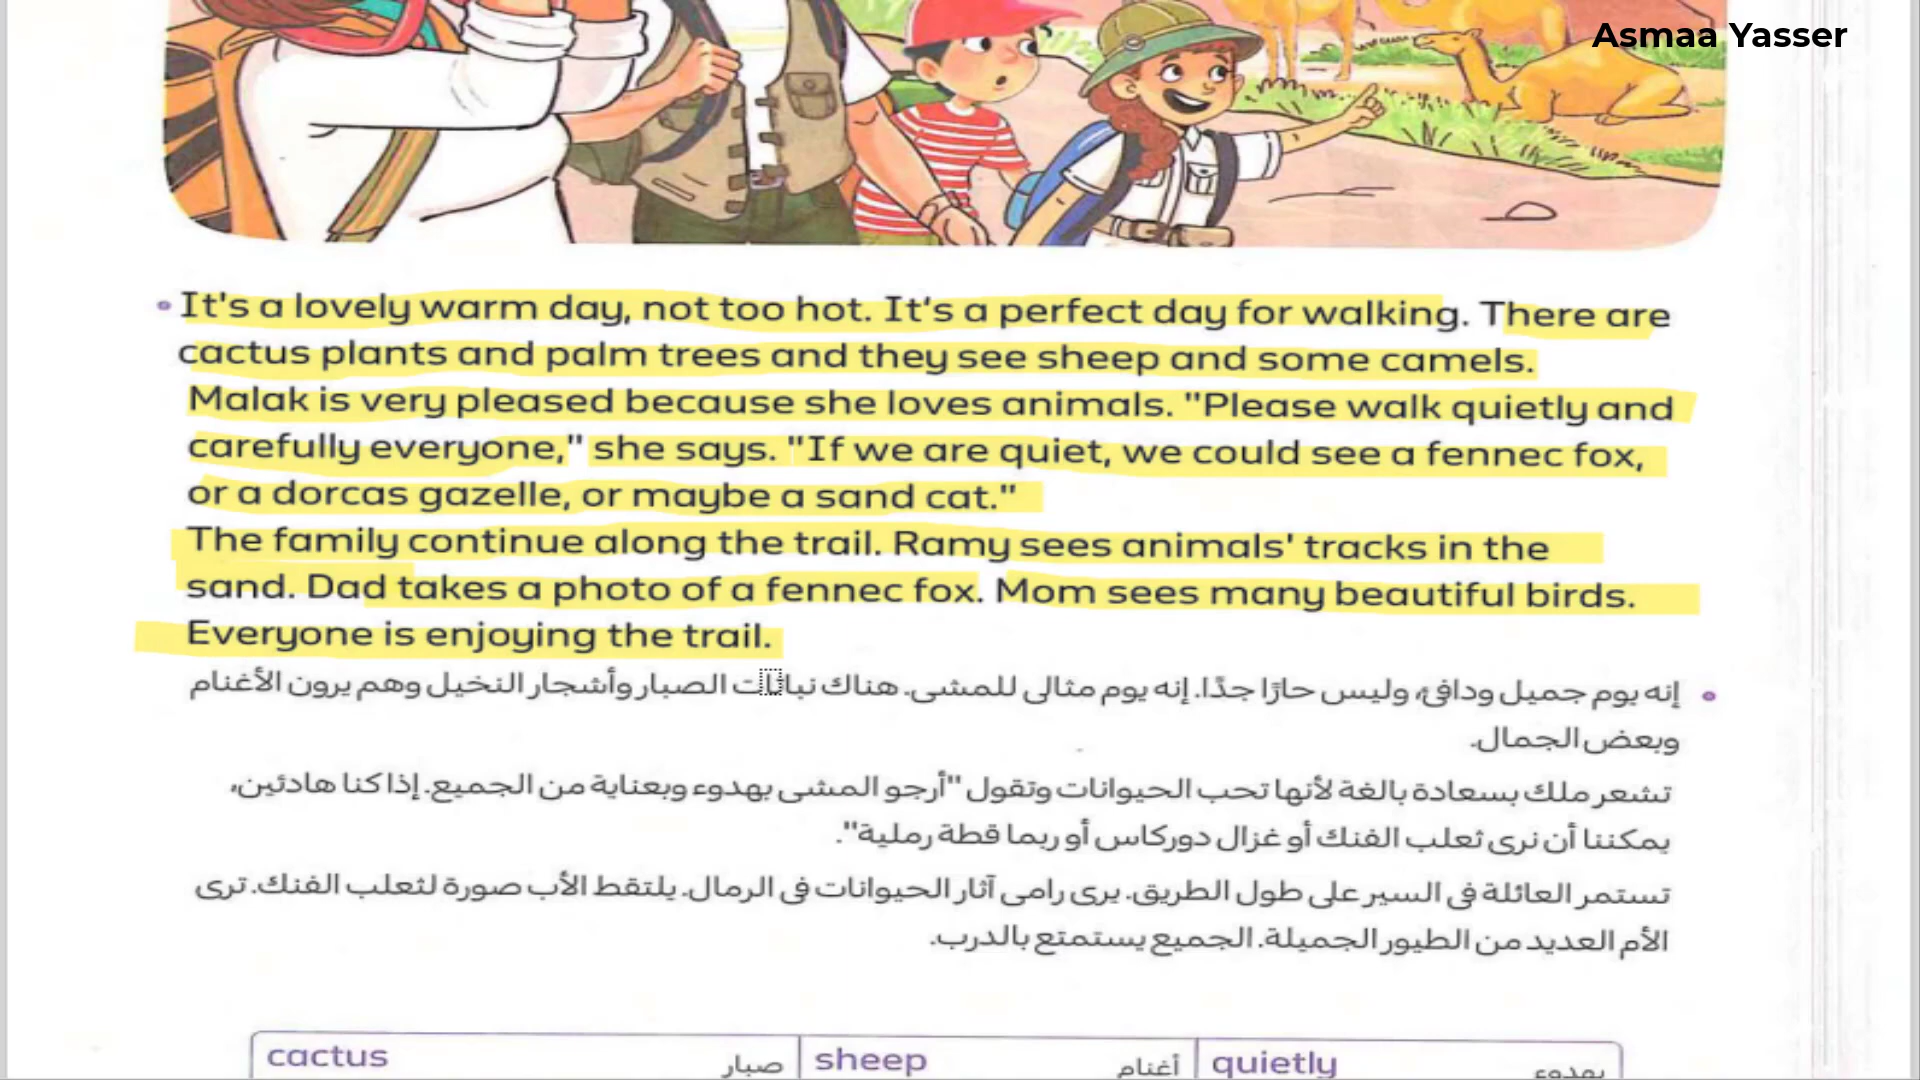 Asmaa Yasser
It's a lovely warm day, not too hot. It's a perfect day for walking. There are
cactus plants and palm trees and they see sheep and some camels.
Malak is very pleased because she loves animals. "Please walk quietly and
carefully everyone," she says. "If we are quiet, we could see a fennec fox,
or a dorcas gazelle, or maybe a sand cat."
The family continue along the trail. Ramy sees animals' tracks in the
sand. Dad takes a photo of a fennec fox. Mom sees many beautiful birds.
Everyone is enjoying the trail.
إنه يوم جميل ودافئ، وليس حارًا جدًا. إنه يوم مثالى للمشى. هناك نباتات الصبار وأشجار النخيل وهم يرون الأغنام
وبعض الجمال.
تشعر ملك بسعادة بالغة لأنها تحب الحيوانات وتقول "أرجو المشى بهدوء وبعناية من الجميع. إذا كنا هادئين،
يمكننا أن نرى ثعلب الفنك أو غزال دوركاس أو ربما قطة رملية".
تستمر العائلة فى السير على طول الطريق. يرى رامى آثار الحيوانات فى الرمال. يلتقط الأب صورة لثعلب الفنك. ترى
الأم العديد من الطيور الجميلة. الجميع يستمتع بالدرب.
cactus صبار sheep أغنام quietly بهدوء